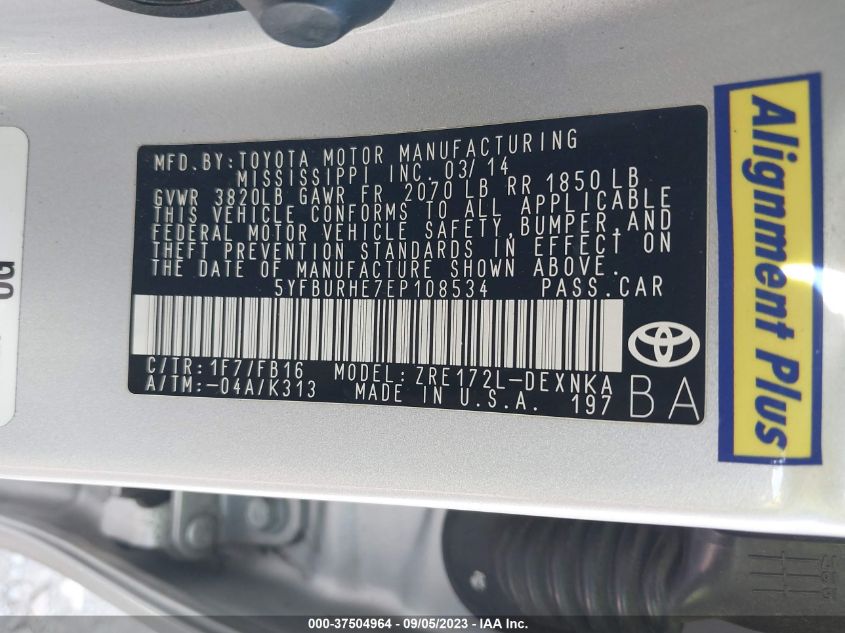 MFD. BY: TOYOTA MOTOR MANUFACTURING
MISSISSIPPI INC. 03/14
GVWR 3820LB GAWR FR 2070 LB RR 1850 LB
THIS VEHICLE CONFORMS TO ALL APPLICABLE
FEDERAL MOTOR VEHICLE SAFETY, BUMPER, AND
THEFT PREVENTION STANDARDS IN EFFECT ON
THE DATE OF MANUFACTURE SHOWN ABOVE.
5YFBURHE7EP108534 PASS. CAR
C/TR: 1F7/FB16 MODEL: ZRE172L-DEXNKA
A/TM: -04A/K313 MADE IN U.S.A. 197
BA
Alignment Plus
000-37504964 - 09/05/2023 - IAA Inc.